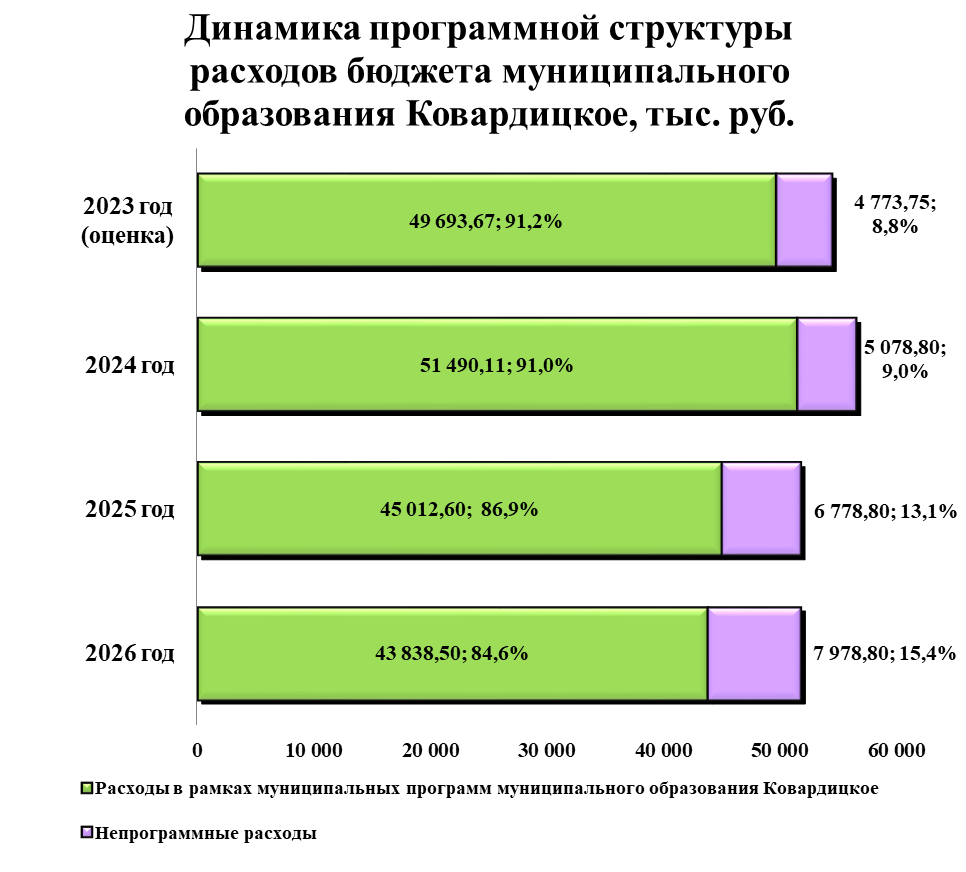 Динамика программной структуры
расходов бюджета муниципального
образования Ковардицкое, тыс. руб.
2023 год
(оценка)
49 693,67; 91,2%
4 773,75;
8,8%
2024 год
51 490,11; 91,0%
5 078,80;
9,0%
2025 год
45 012,60; 86,9%
6 778,80; 13,1%
2026 год
43 838,50; 84,6%
7 978,80; 15,4%
0 10 000 20 000 30 000 40 000 50 000 60 000
Расходы в рамках муниципальных программ муниципального образования Ковардицкое
Непрограммные расходы